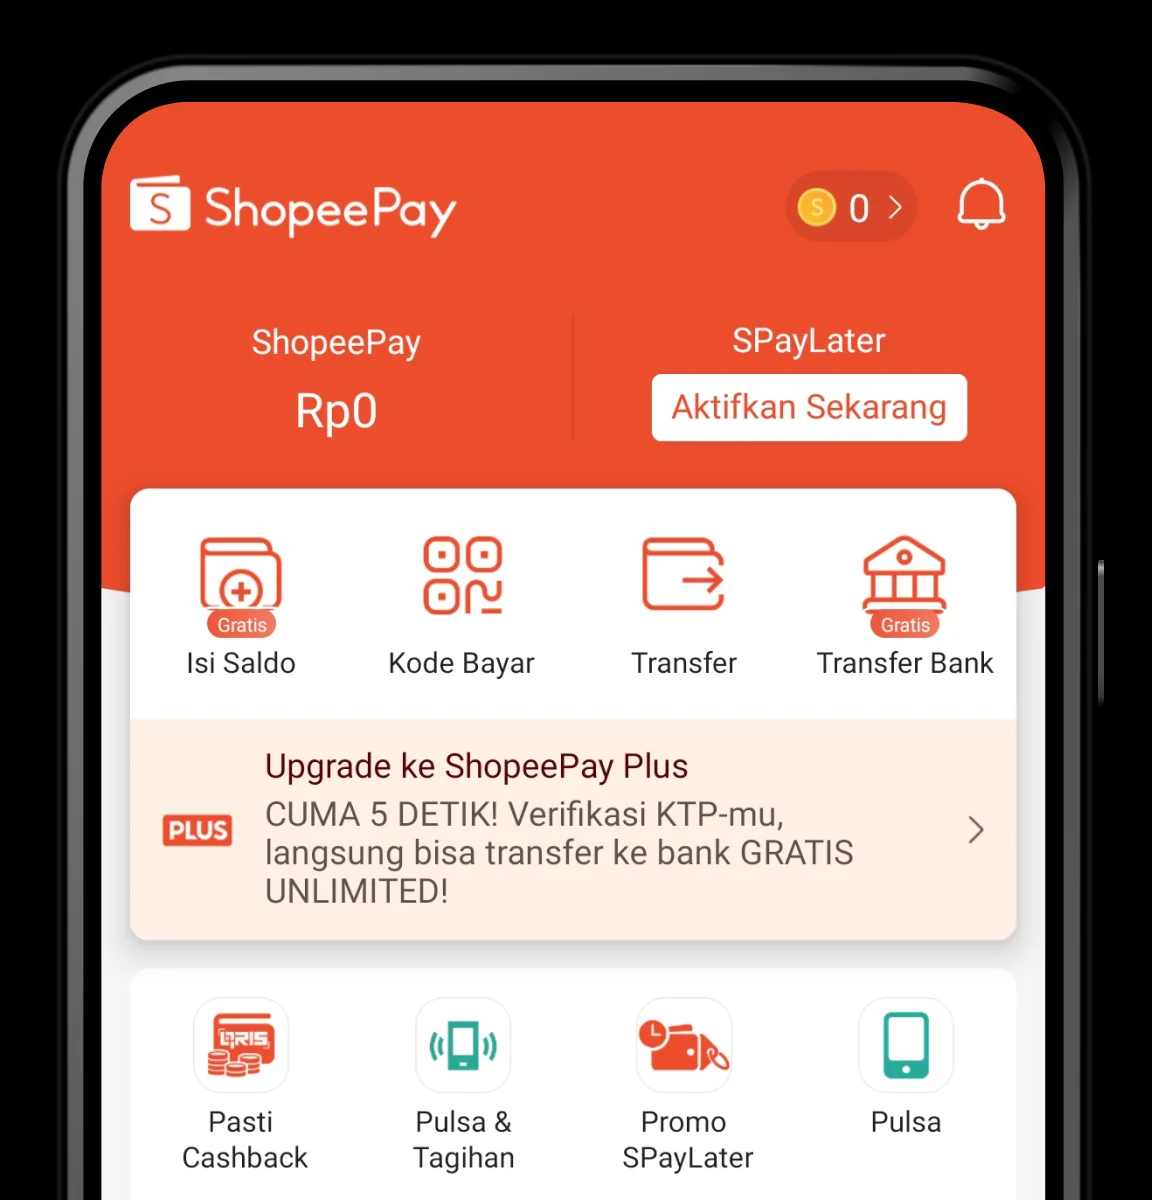 S ShopeePay
S 0
ShopeePay
SPayLater
Rp0
Aktifkan Sekarang
Gratis
Gratis
Isi Saldo
Kode Bayar
Transfer
Transfer Bank
Upgrade ke ShopeePay Plus
PLUS
CUMA 5 DETIK! Verifikasi KTP-mu,
langsung bisa transfer ke bank GRATIS
UNLIMITED!
QRIS
Pasti
Cashback
Pulsa &
Tagihan
Promo
SPayLater
Pulsa